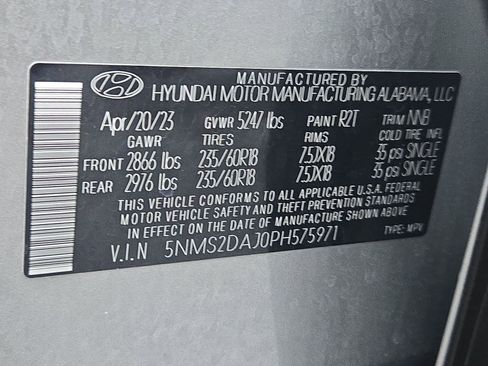 MANUFACTURED BY
HYUNDAI MOTOR MANUFACTURING ALABAMA, LLC
Apr/20/23 GVWR 5247 lbs PAINT R2T TRIM NNB
GAWR TIRES RIMS COLD TIRE INFL
FRONT 2866 lbs 235/60R18 7.5JX18 35 psi SINGLE
REAR 2976 lbs 235/60R18 7.5JX18 35 psi SINGLE
THIS VEHICLE CONFORMS TO ALL APPLICABLE U.S.A. FEDERAL
MOTOR VEHICLE SAFETY AND THEFT PREVENTION STANDARDS
IN EFFECT ON THE DATE OF MANUFACTURE SHOWN ABOVE.
V.I.N 5NMS2DAJ0PH575971 TYPE: MPV